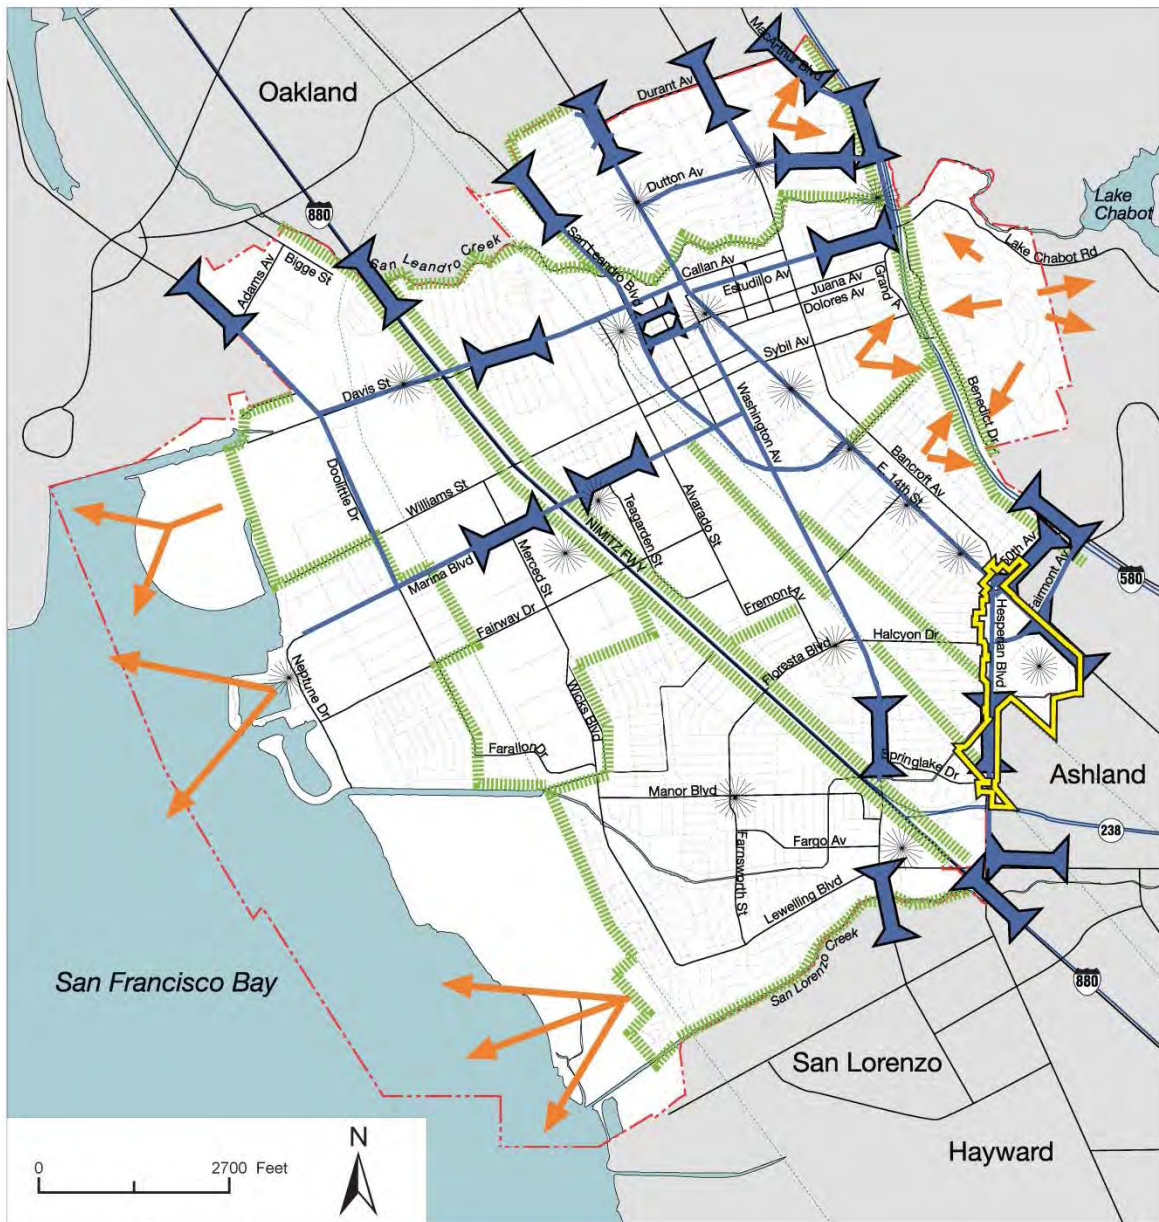 Oakland
MacArthur Blvd
Durant Av
Dutton Av
880
San Leandro Creek
Bigge St
Adams Av
San Leandro Blvd
Callan Av
Estudillo Av
Juana Av
Dolores Av
Grand A
Lake
Chabot
Lake Chabot Rd
Sybil Av
Davis St
Washington Av
Benedict Dr
Bancroft Av
E. 14th St
Doolittle Dr
Williams St
Teagarden St
Alvarado St
NIMITZ FWY
Marina Blvd
Merced St
Fairway Dr
Fremont Av
Halcyon Dr
Floresta Blvd
Hesperian Blvd
Fairmont Av
580
Neptune Dr
Wicks Blvd
Farallon Dr
Springlake Dr
Ashland
Manor Blvd
238
Fargo Av
Farnsworth St
Lewelling Blvd
San Lorenzo Creek
880
San Francisco Bay
San Lorenzo
Hayward
N
0 2700 Feet